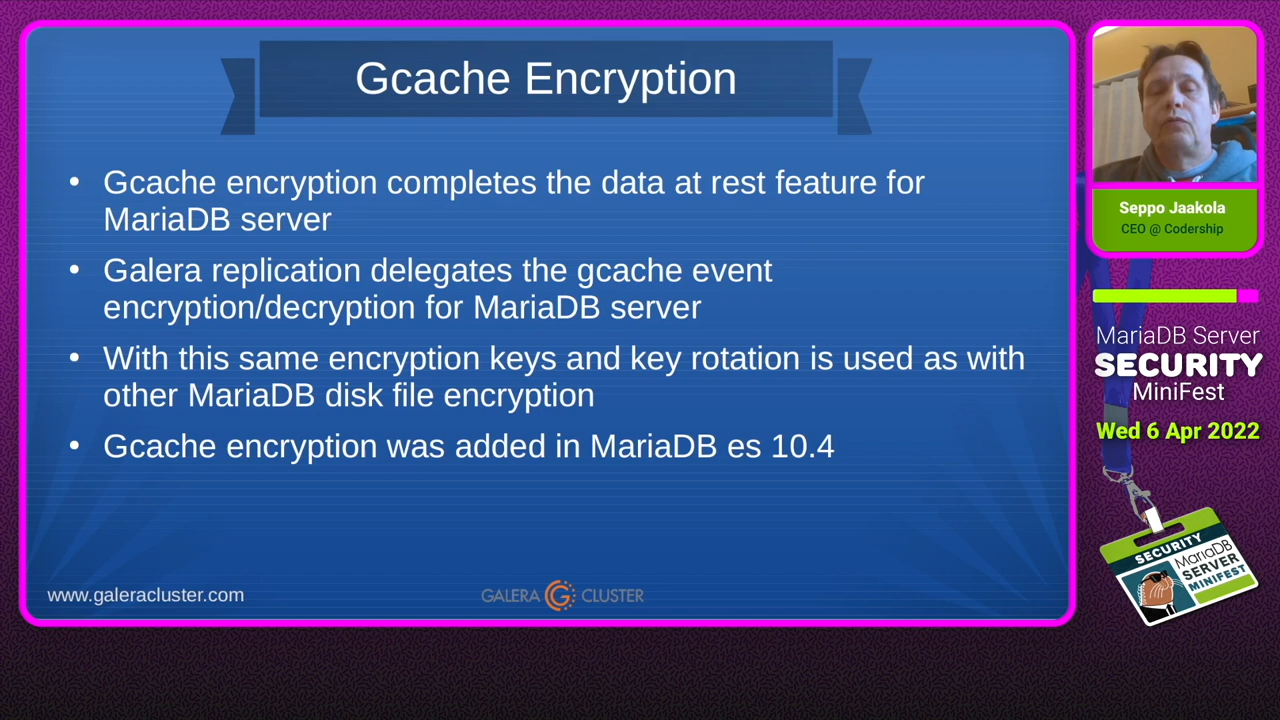 Gcache Encryption
• Gcache encryption completes the data at rest feature for
MariaDB server
• Galera replication delegates the gcache event
encryption/decryption for MariaDB server
• With this same encryption keys and key rotation is used as with
other MariaDB disk file encryption
• Gcache encryption was added in MariaDB es 10.4
www.galeracluster.com
GALERA CLUSTER
Seppo Jaakola
CEO @ Codership
MariaDB Server
SECURITY
MiniFest
Wed 6 Apr 2022
SECURITY
MariaDB
SERVER
MINIFEST